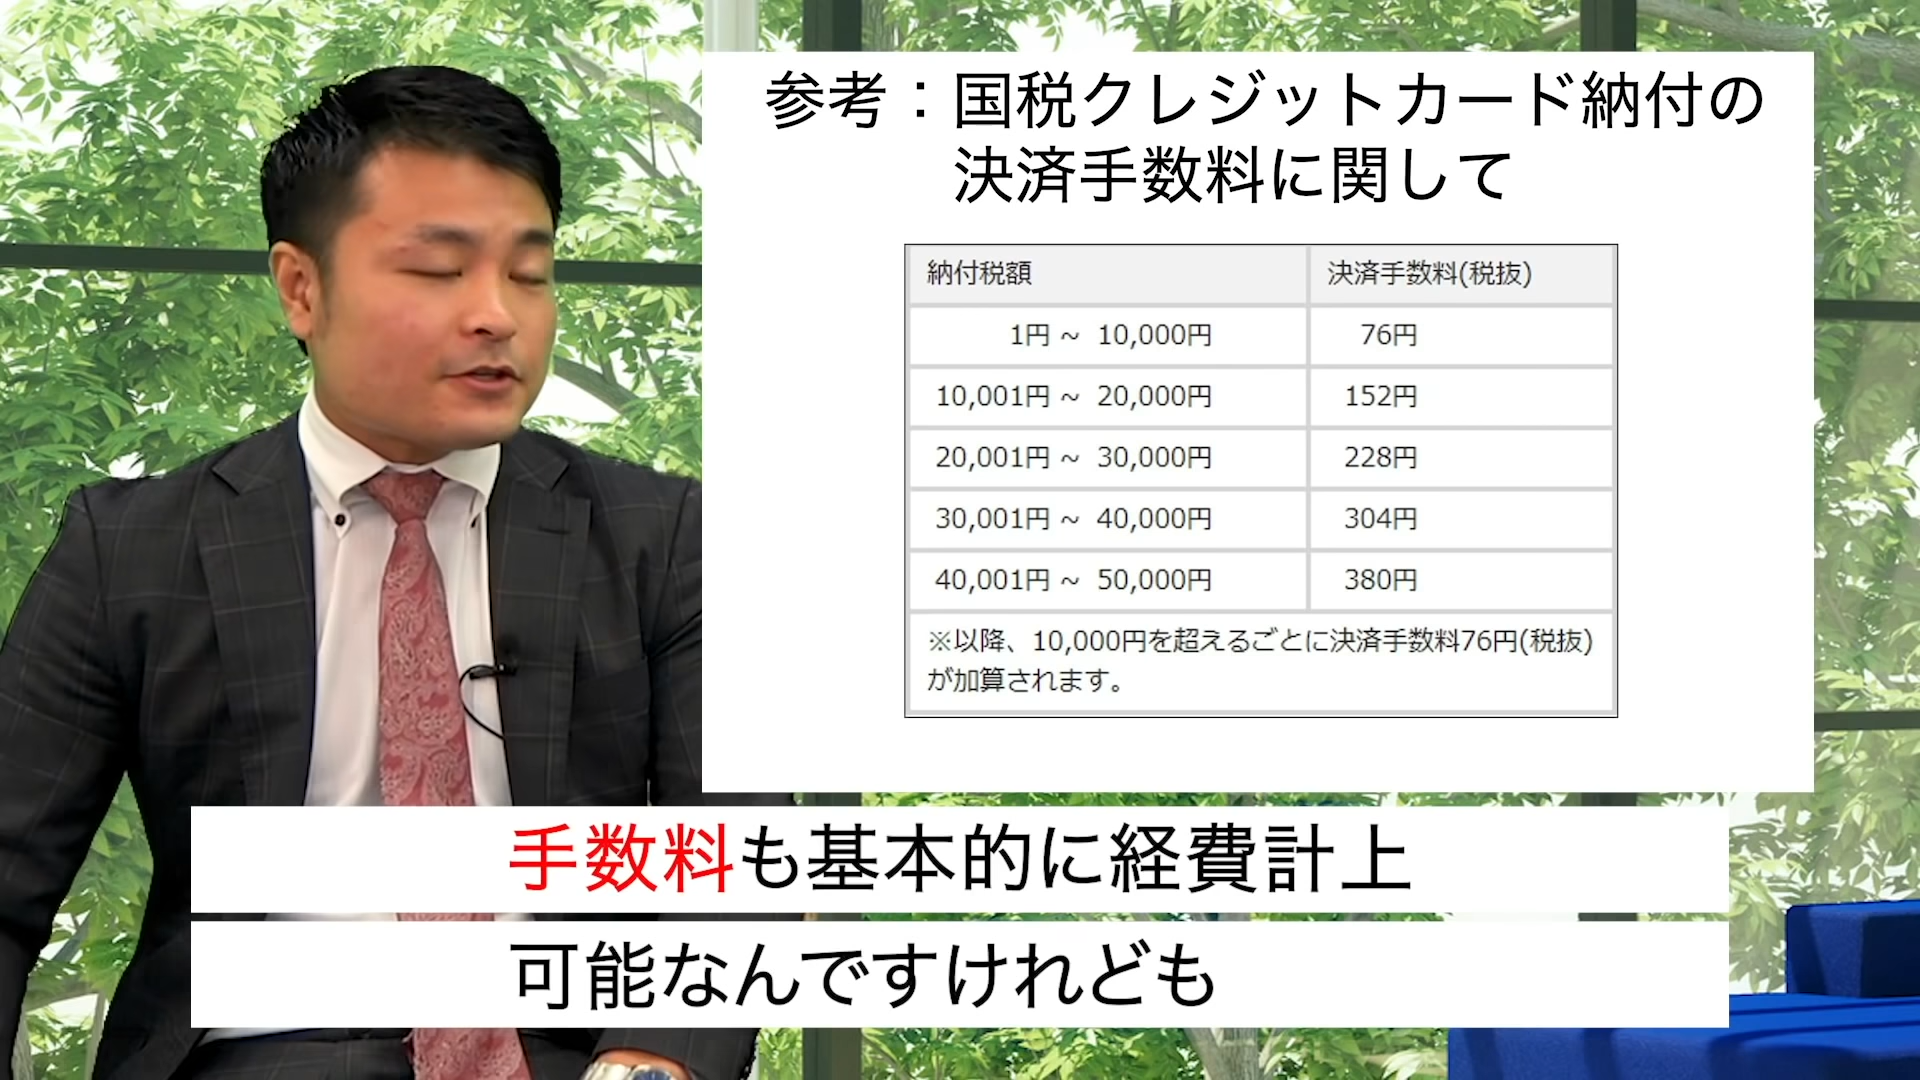 参考：国税クレジットカード納付の
決済手数料に関して
納付税額 決済手数料(税抜)
1円 ~ 10,000円 76円
10,001円 ~ 20,000円 152円
20,001円 ~ 30,000円 228円
30,001円 ~ 40,000円 304円
40,001円 ~ 50,000円 380円
※以降、10,000円を超えるごとに決済手数料76円(税抜)
が加算されます。
手数料も基本的に経費計上
可能なんですけれども